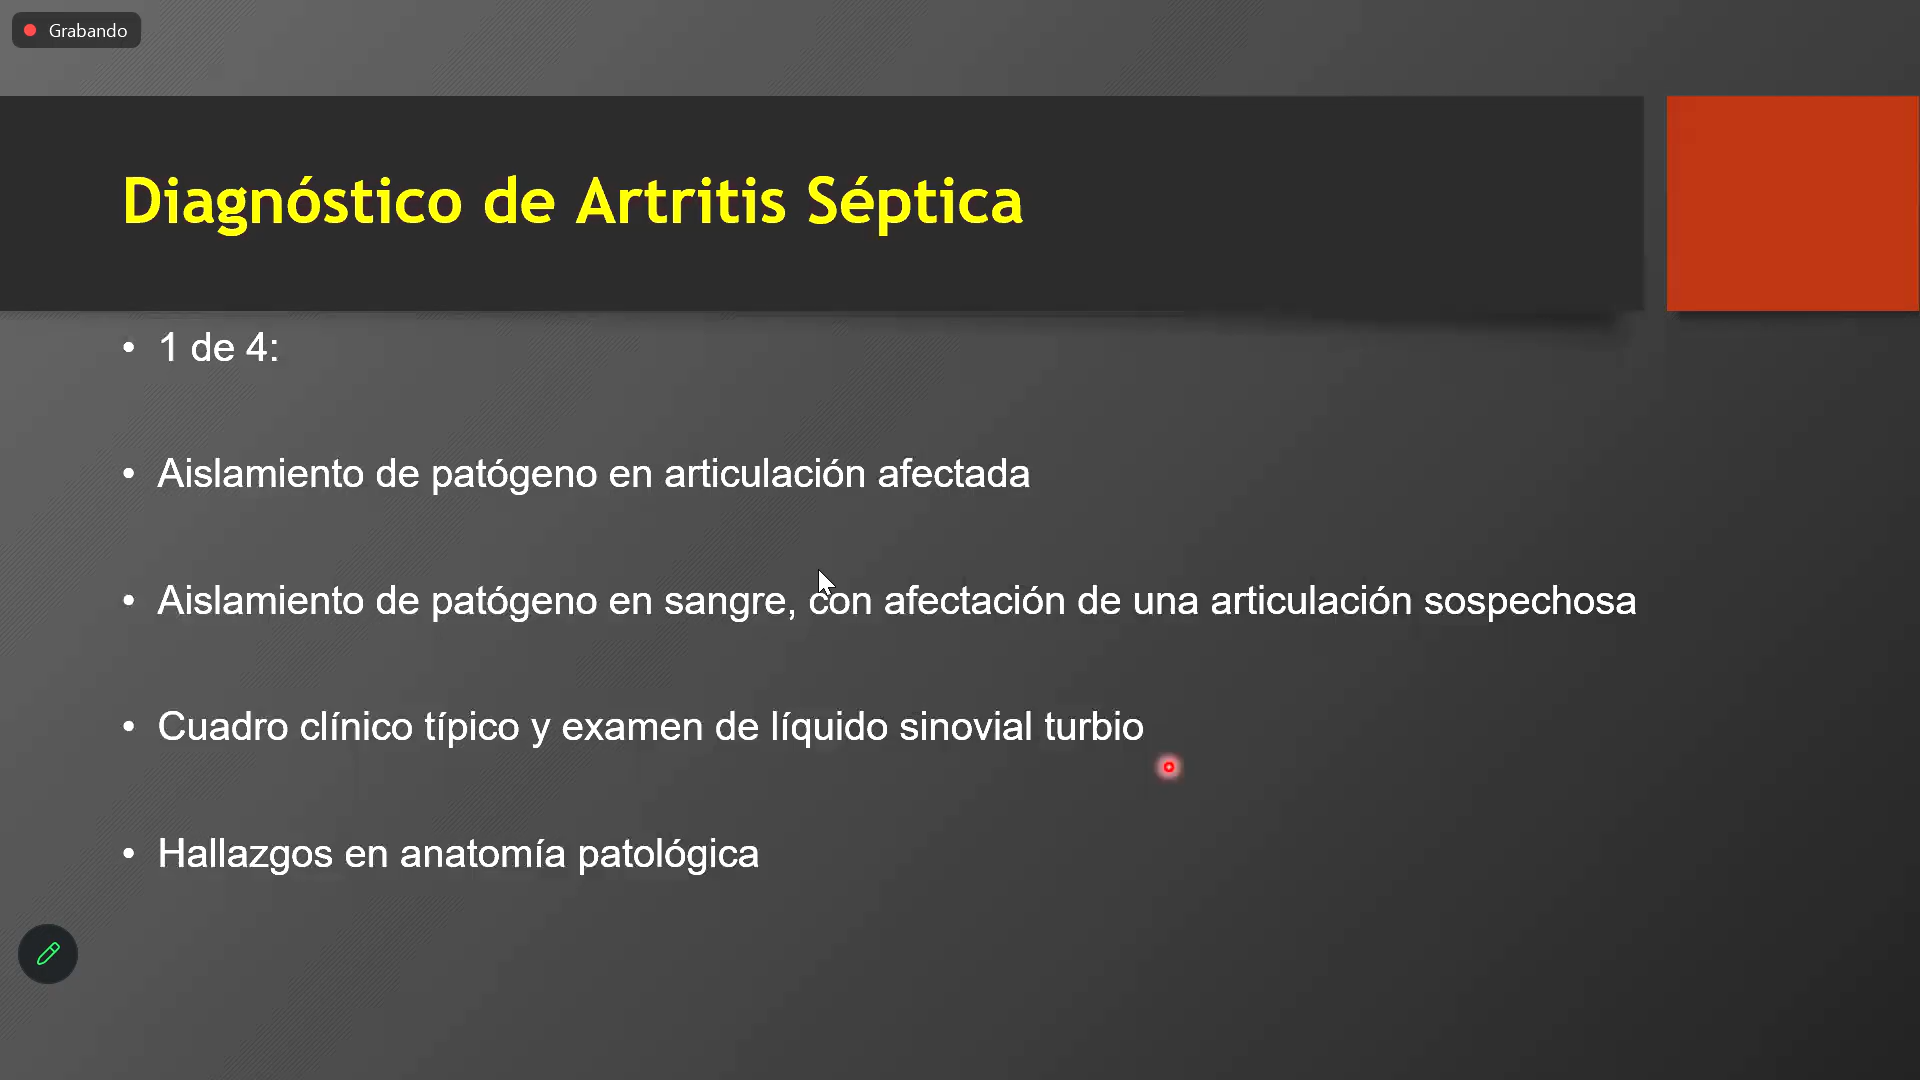 Grabando
Diagnóstico de Artritis Séptica
• 1 de 4:
• Aislamiento de patógeno en articulación afectada
• Aislamiento de patógeno en sangre, con afectación de una articulación sospechosa
• Cuadro clínico típico y examen de líquido sinovial turbio
• Hallazgos en anatomía patológica